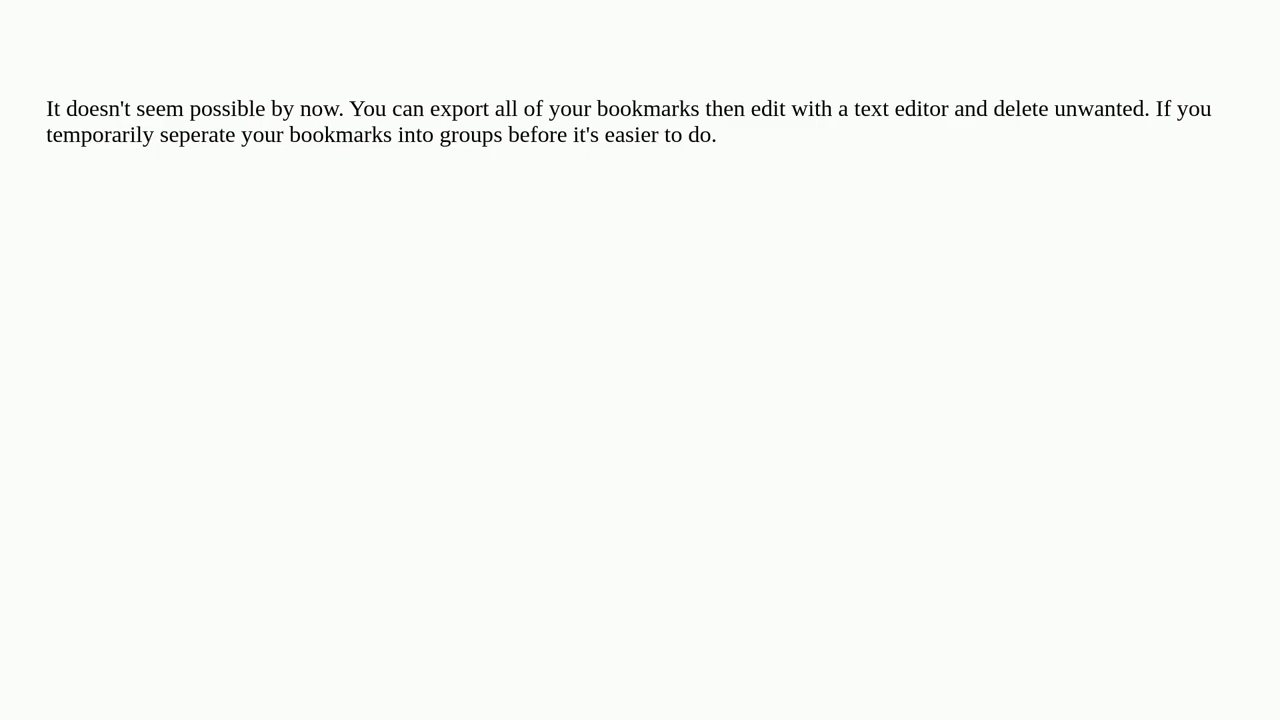 It doesn't seem possible by now. You can export all of your bookmarks then edit with a text editor and delete unwanted. If you
temporarily seperate your bookmarks into groups before it's easier to do.